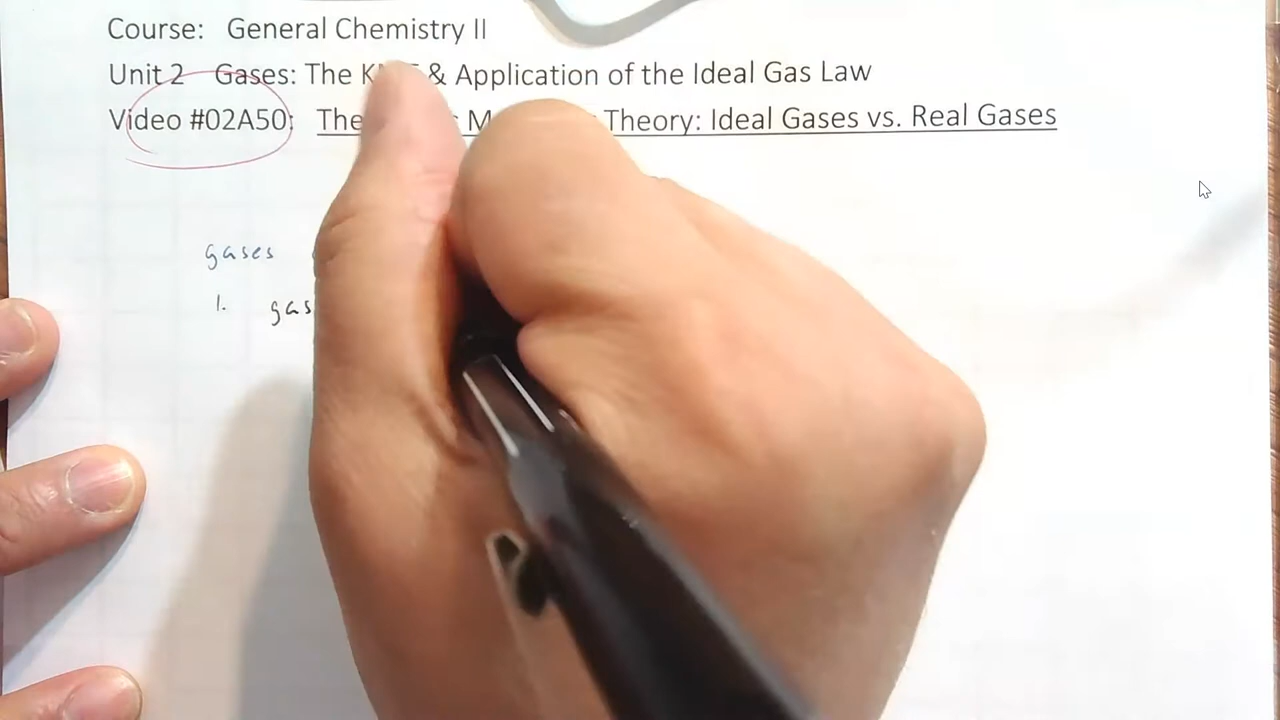 Course: General Chemistry II
Unit 2 Gases: The & Application of the Ideal Gas Law
Video #02A50: The Theory: Ideal Gases vs. Real Gases
gases
1. gas